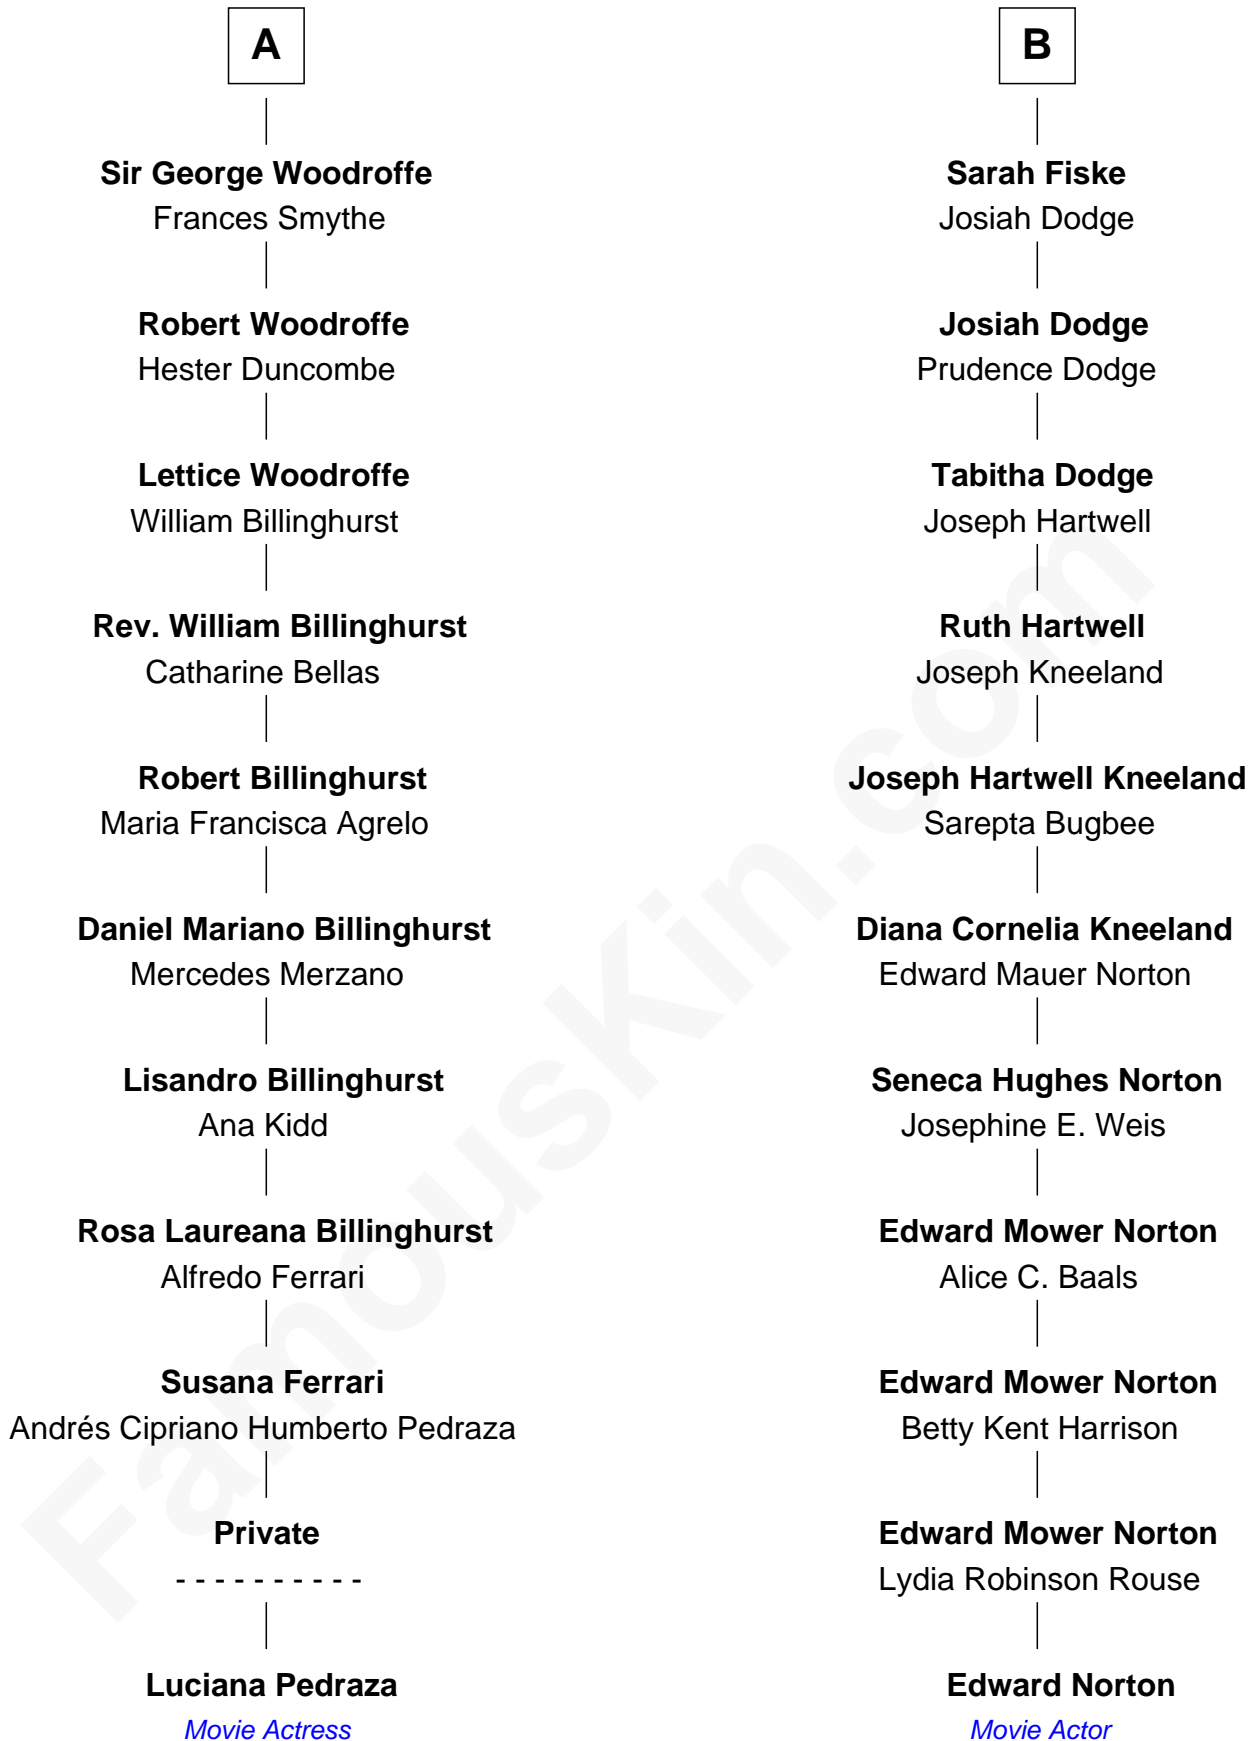 A
Sir George Woodroffe
Frances Smythe
Robert Woodroffe
Hester Duncombe
Lettice Woodroffe
William Billinghurst
Rev. William Billinghurst
Catharine Bellas
Robert Billinghurst
Maria Francisca Agrelo
Daniel Mariano Billinghurst
Mercedes Merzano
Lisandro Billinghurst
Ana Kidd
Rosa Laureana Billinghurst
Alfredo Ferrari
Susana Ferrari
Andrés Cipriano Humberto Pedraza
Private
- - - - - - - - - -
Luciana Pedraza
Movie Actress
B
Sarah Fiske
Josiah Dodge
Josiah Dodge
Prudence Dodge
Tabitha Dodge
Joseph Hartwell
Ruth Hartwell
Joseph Kneeland
Joseph Hartwell Kneeland
Sarepta Bugbee
Diana Cornelia Kneeland
Edward Mauer Norton
Seneca Hughes Norton
Josephine E. Weis
Edward Mower Norton
Alice C. Baals
Edward Mower Norton
Betty Kent Harrison
Edward Mower Norton
Lydia Robinson Rouse
Edward Norton
Movie Actor
FamousKin.com